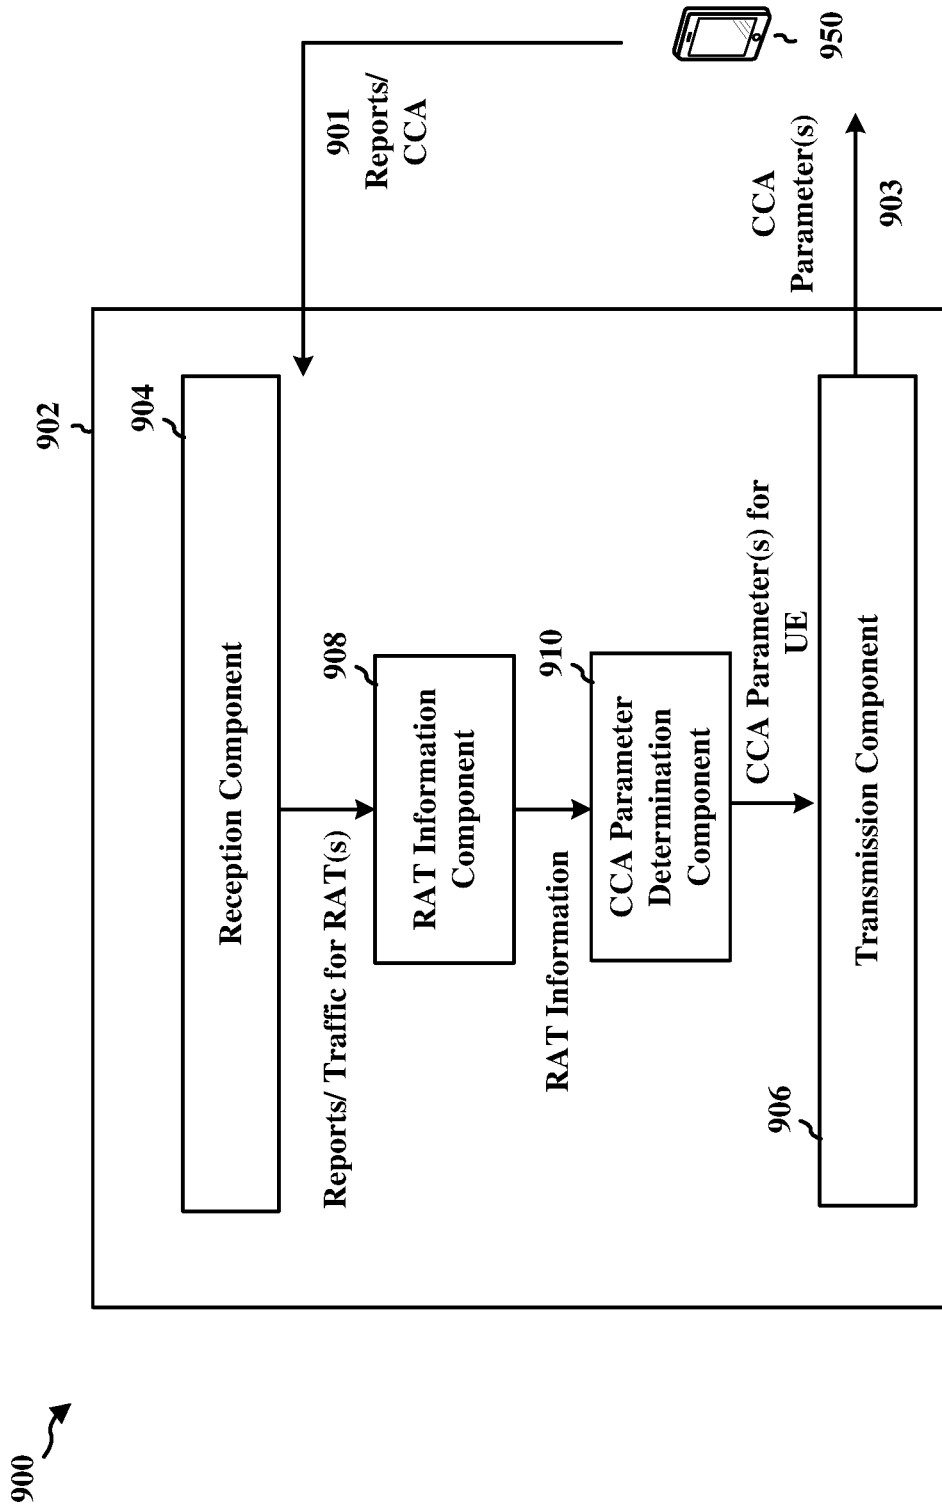 900
902
904
Reception Component
901
Reports/
CCA
950
Reports/ Traffic for RAT(s)
908
RAT Information
Component
RAT Information
910
CCA Parameter
Determination
Component
CCA Parameter(s) for
UE
CCA
Parameter(s)
903
906
Transmission Component